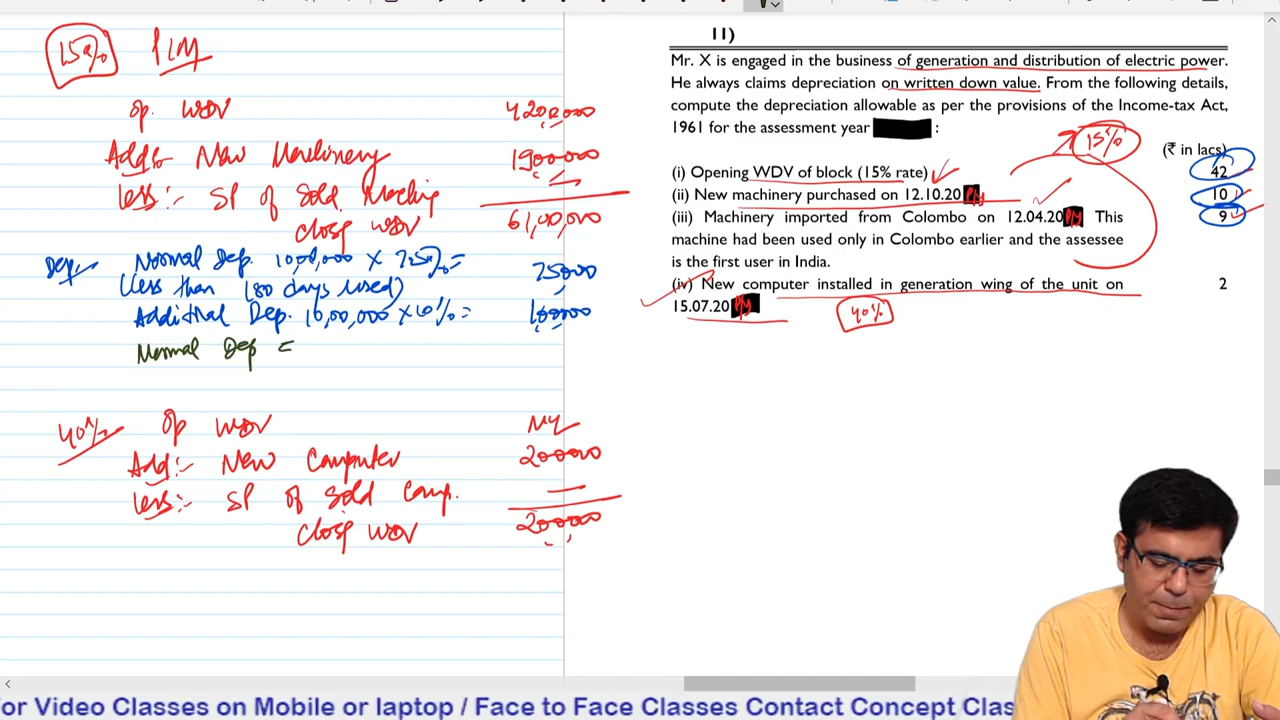 15% P&M
op. WDV 4200000
Add:- New Machinery 1900000
Less:- SP of Sold Machinery —
closg WDV 61,00,000
Dep. Normal Dep. 10,00,000 x 7.5% = 75000
(less than 180 days used)
Additional Dep. 10,00,000 x 10% = 100000
Normal Dep =
40% op WDV Nil
Add:- New Computer 200000
Less:- SP of Sold Comp. —
closg WDV 200000
11)
Mr. X is engaged in the business of generation and distribution of electric power.
He always claims depreciation on written down value. From the following details,
compute the depreciation allowable as per the provisions of the Income-tax Act,
1961 for the assessment year :
15%
(₹ in lacs)
(i) Opening WDV of block (15% rate) 42
(ii) New machinery purchased on 12.10.20 PY 10
(iii) Machinery imported from Colombo on 12.04.20 PY This 9
machine had been used only in Colombo earlier and the assessee
is the first user in India.
(iv) New computer installed in generation wing of the unit on 2
15.07.20 PY
40%
or Video Classes on Mobile or laptop / Face to Face Classes Contact Concept Clas